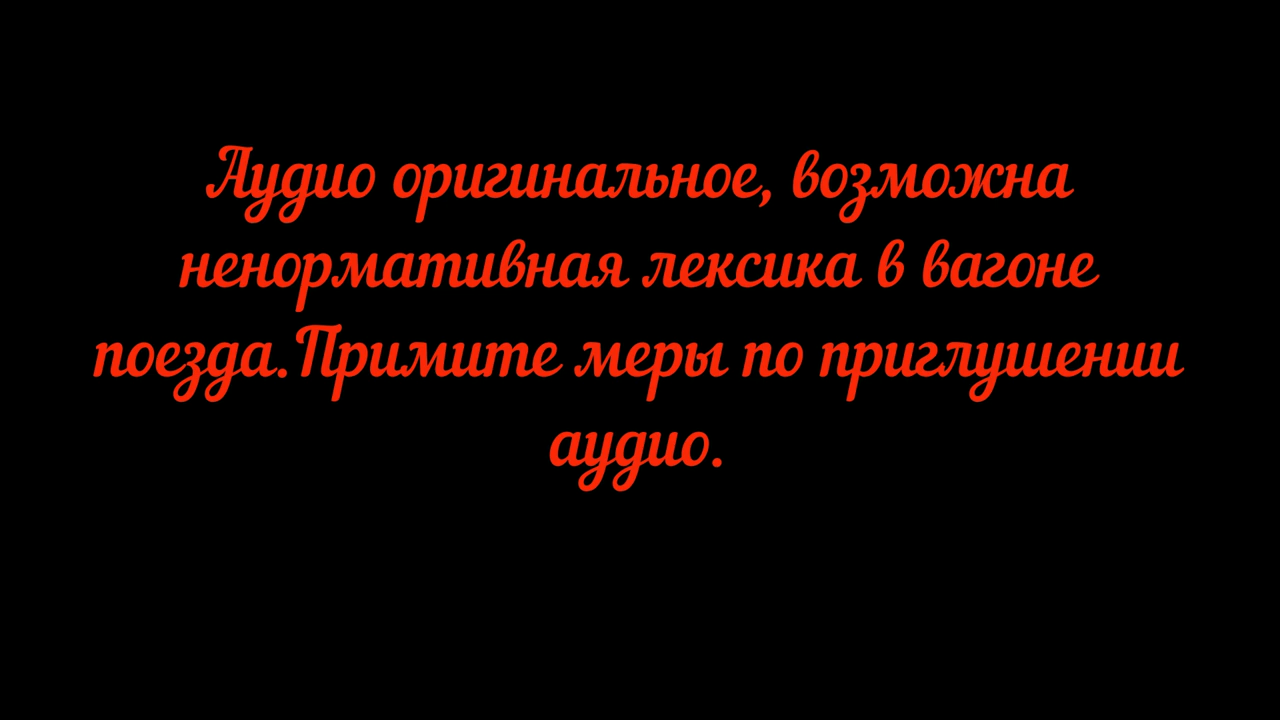 Аудио оригинальное, возможна
ненормативная лексика в вагоне
поезда.Примите меры по приглушении
аудио.